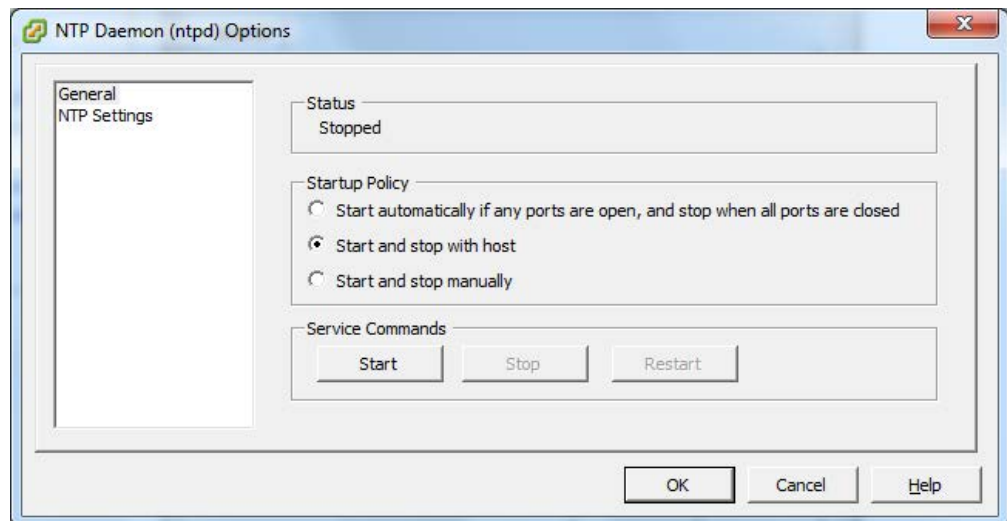 NTP Daemon (ntpd) Options
General
NTP Settings
Status
Stopped
Startup Policy
Start automatically if any ports are open, and stop when all ports are closed
Start and stop with host
Start and stop manually
Service Commands
Start Stop Restart
OK Cancel Help